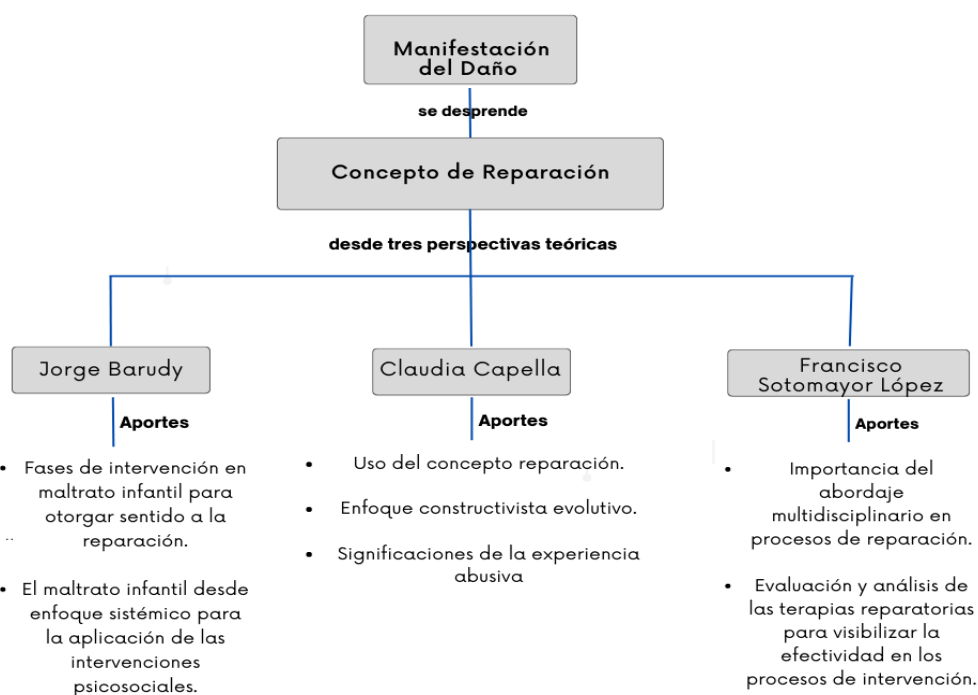 Manifestación
del Daño
se desprende
Concepto de Reparación
desde tres perspectivas teóricas
Jorge Barudy
Aportes
• Fases de intervención en
maltrato infantil para
otorgar sentido a la
reparación.
• El maltrato infantil desde
enfoque sistémico para
la aplicación de las
intervenciones
psicosociales.
Claudia Capella
Aportes
• Uso del concepto reparación.
• Enfoque constructivista evolutivo.
• Significaciones de la experiencia
abusiva
Francisco
Sotomayor López
Aportes
• Importancia del
abordaje
multidisciplinario en
procesos de reparación.
• Evaluación y análisis de
las terapias reparatorias
para visibilizar la
efectividad en los
procesos de intervención.